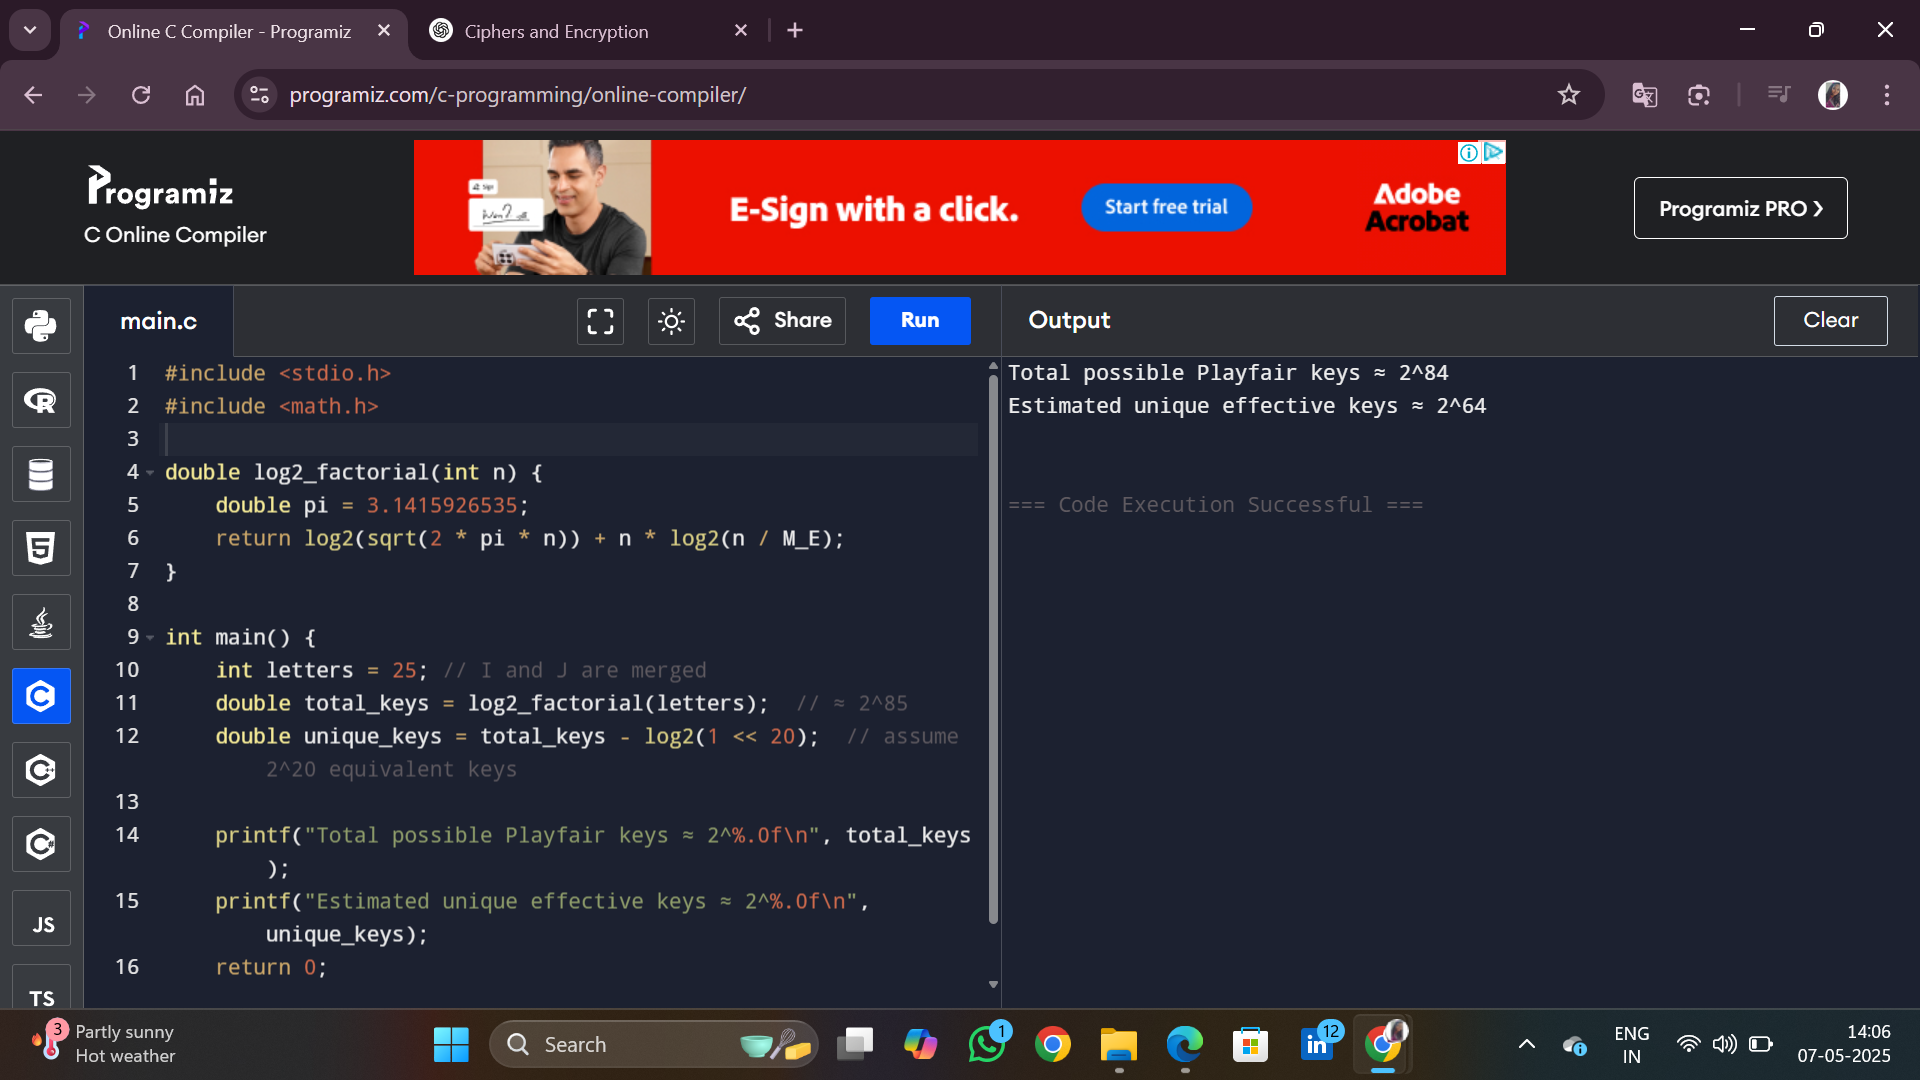 Online C Compiler - Programiz
Ciphers and Encryption
programiz.com/c-programming/online-compiler/
Programiz
C Online Compiler
Sign
E-Sign with a click.
Start free trial
Adobe
Acrobat
Programiz PRO
main.c
Share
Run
Output
Clear
1 #include <stdio.h>
2 #include <math.h>
3
4 double log2_factorial(int n) {
5 double pi = 3.1415926535;
6 return log2(sqrt(2 * pi * n)) + n * log2(n / M_E);
7 }
8
9 int main() {
10 int letters = 25; // I and J are merged
11 double total_keys = log2_factorial(letters); // ≈ 2^85
12 double unique_keys = total_keys - log2(1 << 20); // assume
2^20 equivalent keys
13
14 printf("Total possible Playfair keys ≈ 2^%.0f\n", total_keys
);
15 printf("Estimated unique effective keys ≈ 2^%.0f\n",
unique_keys);
16 return 0;
Total possible Playfair keys ≈ 2^84
Estimated unique effective keys ≈ 2^64
=== Code Execution Successful ===
JS
TS
3
Partly sunny
Hot weather
Search
1
12
ENG
IN
14:06
07-05-2025